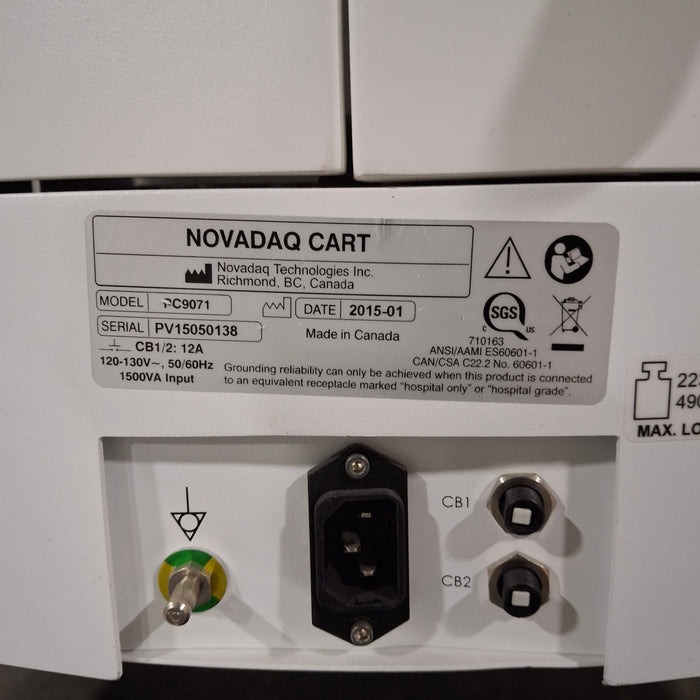 NOVADAQ CART
Novadaq Technologies Inc.
Richmond, BC, Canada
MODEL PC9071
DATE 2015-01
SERIAL PV15050138
Made in Canada
CB1/2: 12A
120-130V~, 50/60Hz
1500VA Input
SGS
c us
710163
ANSI/AAMI ES60601-1
CAN/CSA C22.2 No. 60601-1
Grounding reliability can only be achieved when this product is connected
to an equivalent receptacle marked "hospital only" or "hospital grade".
MAX.
CB1
CB2